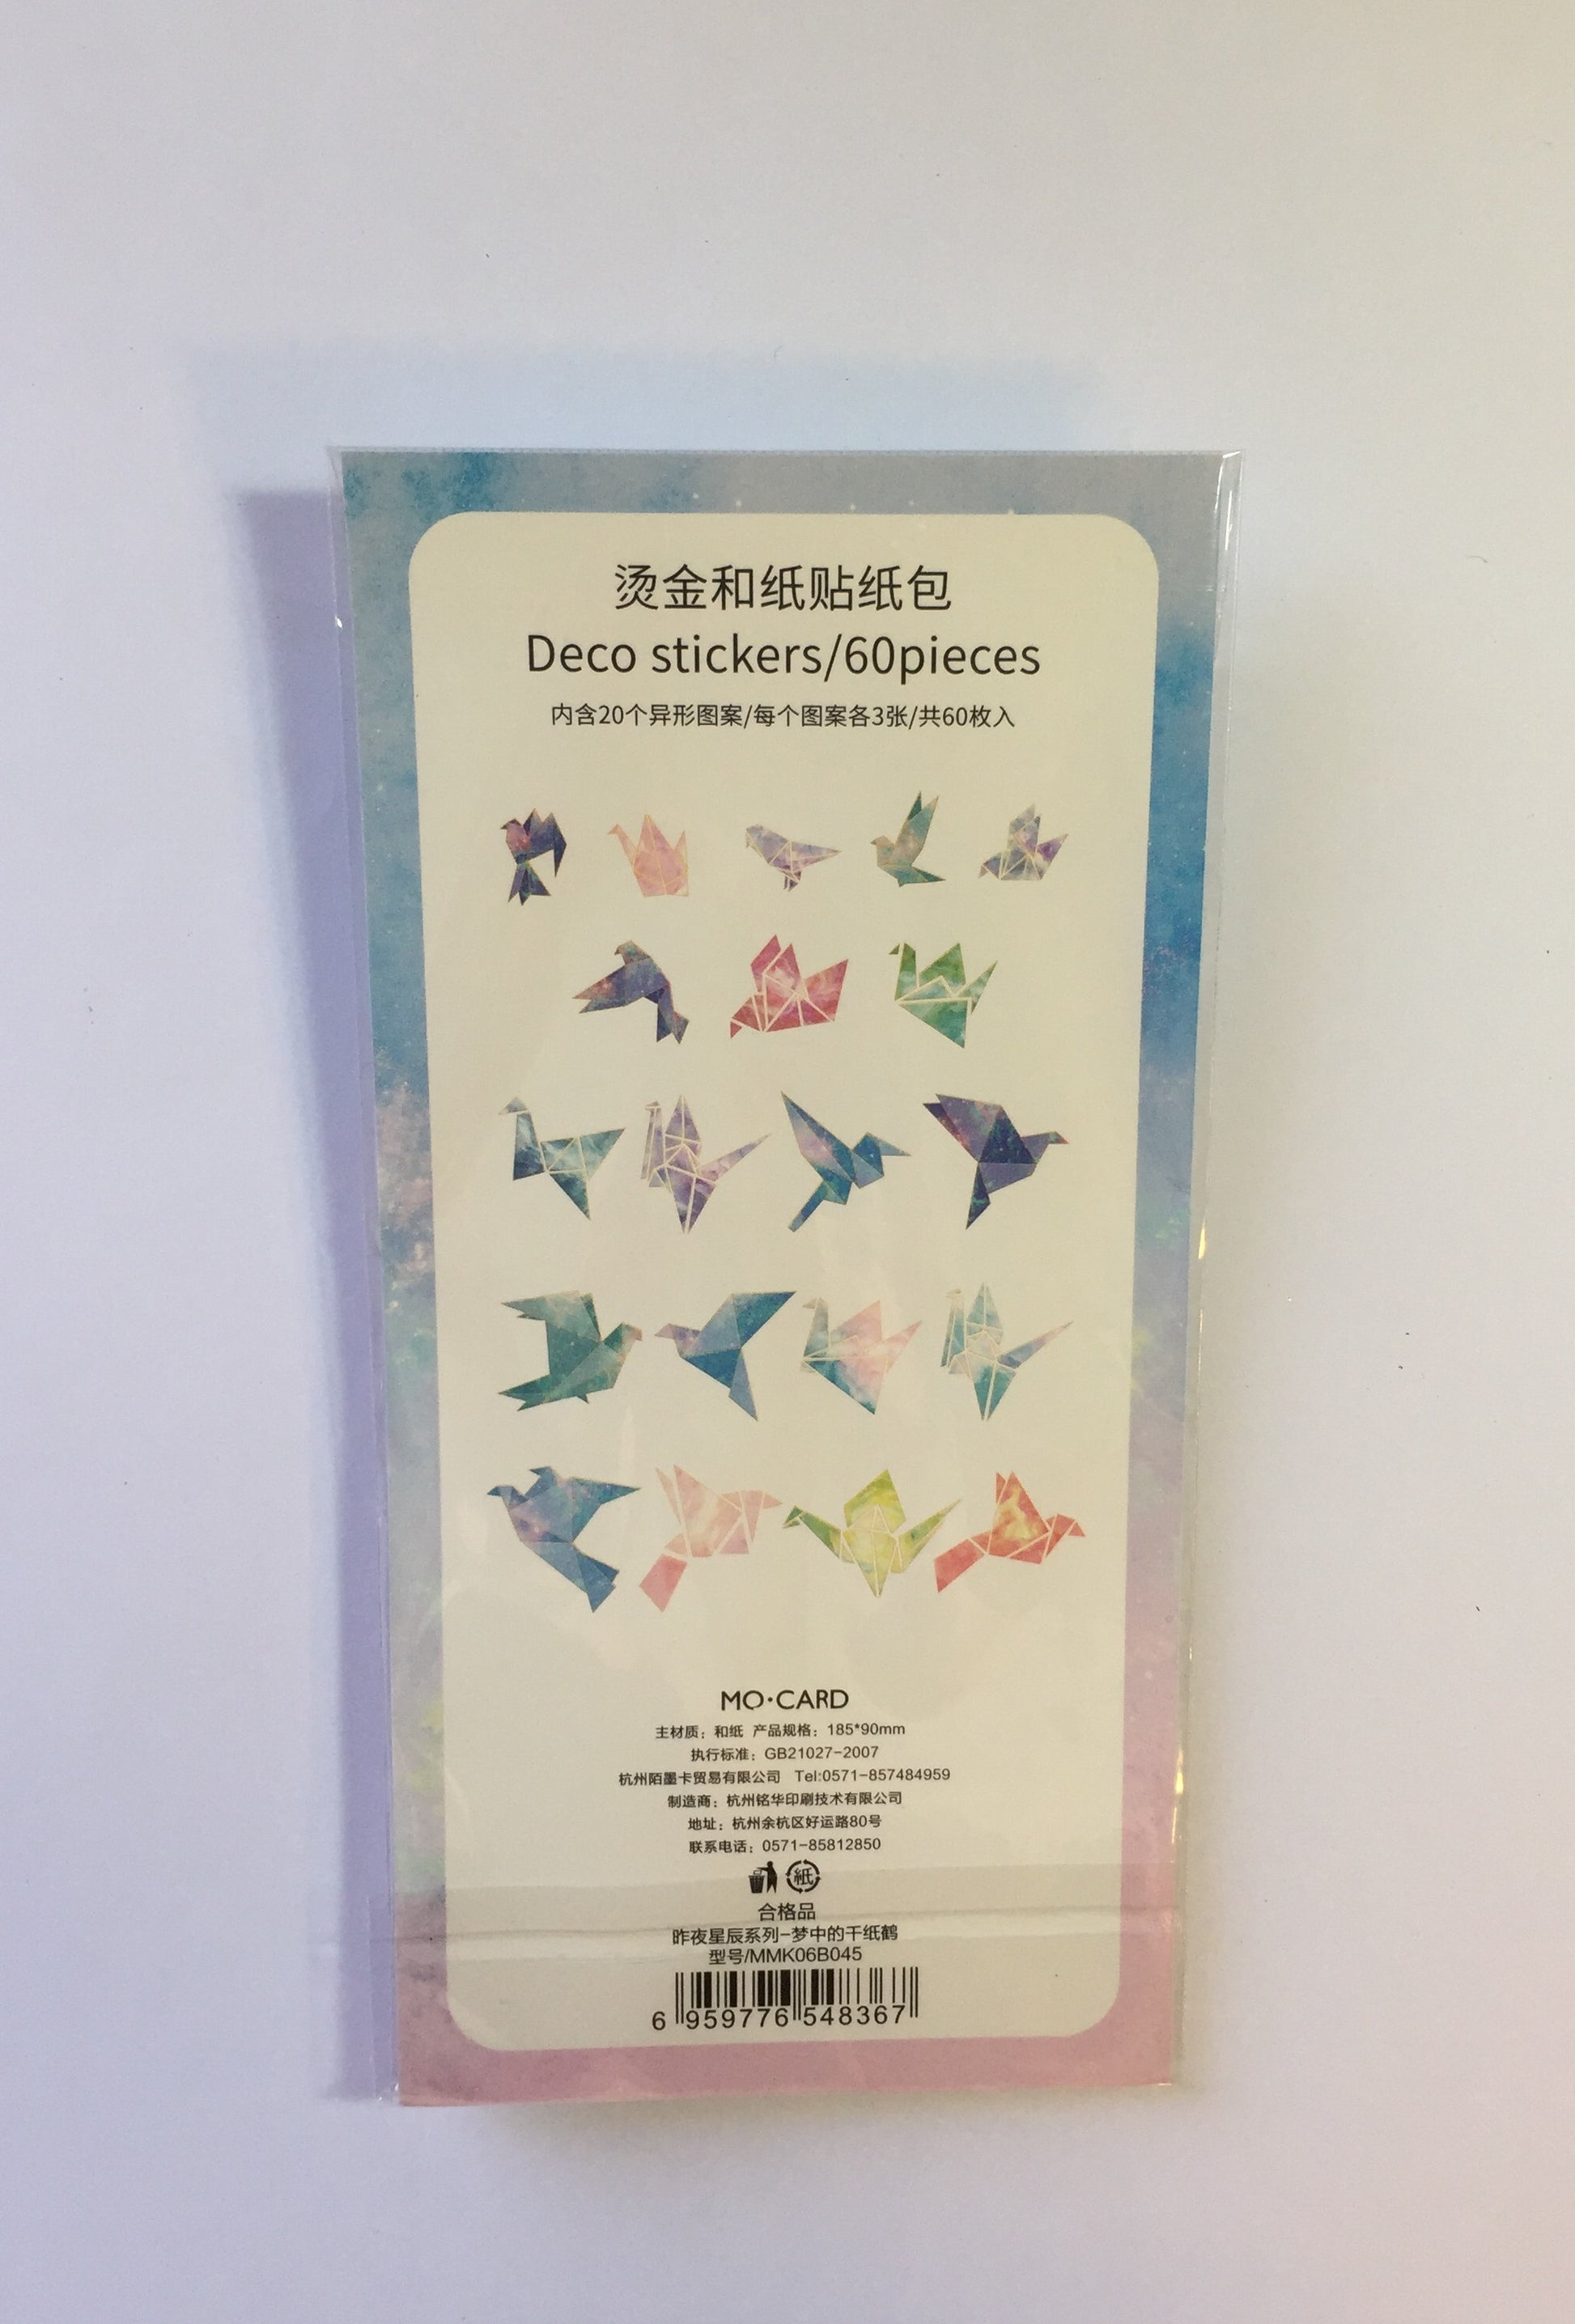 烫金和纸贴纸包
Deco stickers/60pieces
内含20个异形图案/每个图案各3张/共60枚入
MO·CARD
主材质：和纸 产品规格：185*90mm
执行标准：GB21027-2007
杭州陌墨卡贸易有限公司 Tel:0571-857484959
制造商：杭州铭华印刷技术有限公司
地址：杭州余杭区好运路80号
联系电话：0571-85812850
紙
合格品
昨夜星辰系列-梦中的千纸鹤
型号/MMK06B045
6 959776 548367